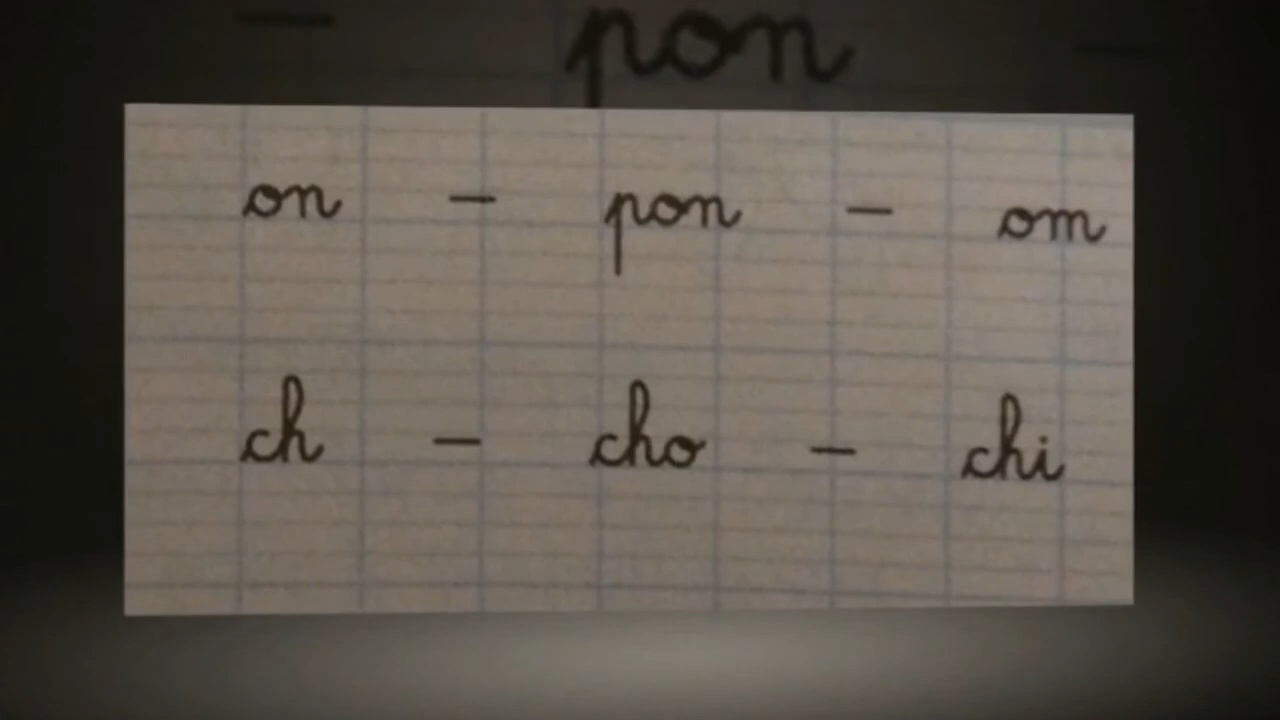 — pon —
on — pon — om
ch — cho — chi